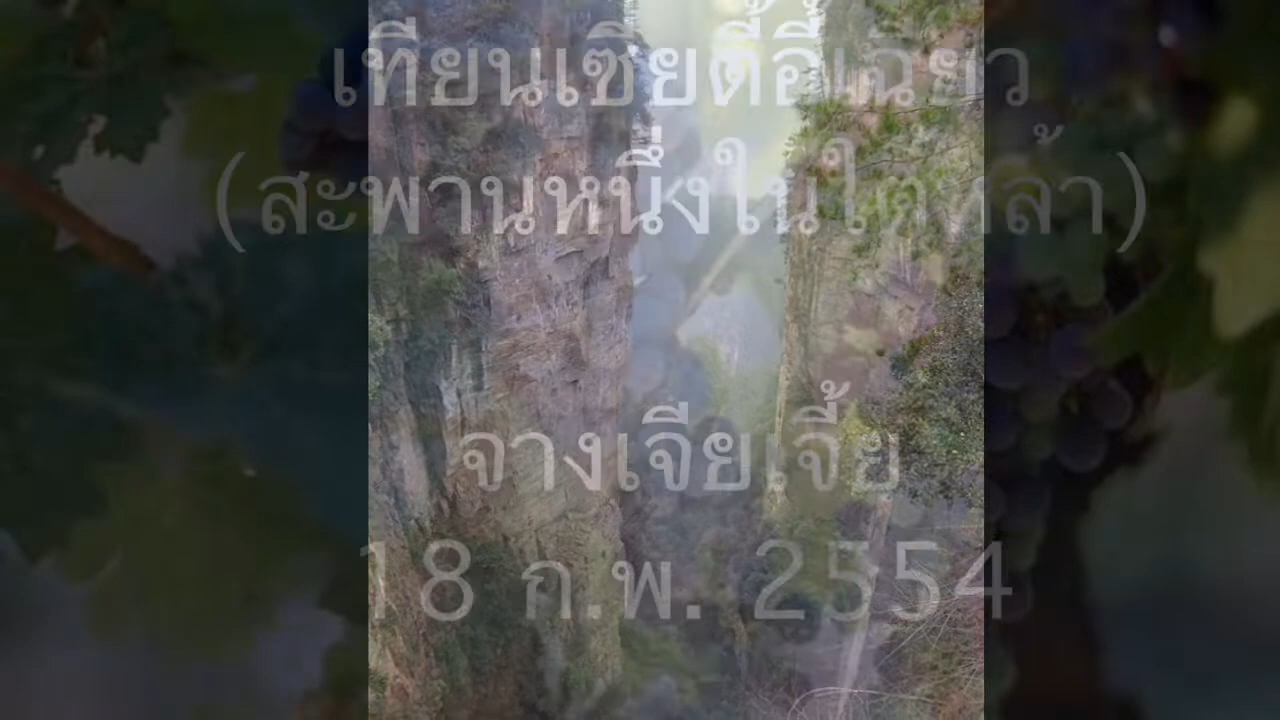 เทียนเซี่ยตี้อี้เฉียว
(สะพานหนึ่งในใต้หล้า)
จางเจียเจี้ย
18 ก.พ. 2554